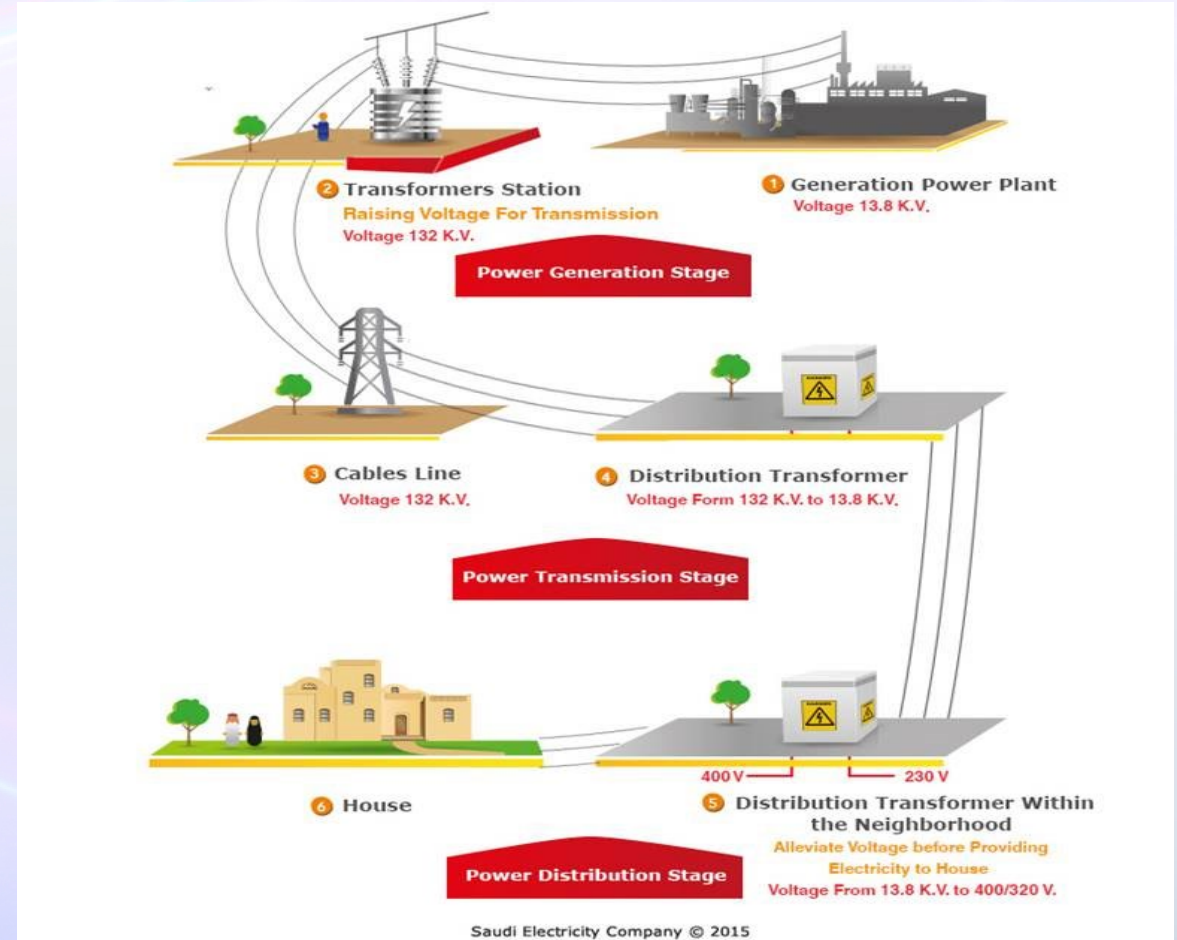 1 Generation Power Plant
Voltage 13.8 K.V.
2 Transformers Station
Raising Voltage For Transmission
Voltage 132 K.V.
Power Generation Stage
3 Cables Line
Voltage 132 K.V.
4 Distribution Transformer
Voltage Form 132 K.V. to 13.8 K.V.
Power Transmission Stage
400 V
230 V
5 Distribution Transformer Within
the Neighborhood
Alleviate Voltage before Providing
Electricity to House
Voltage From 13.8 K.V. to 400/320 V.
6 House
Power Distribution Stage
Saudi Electricity Company © 2015